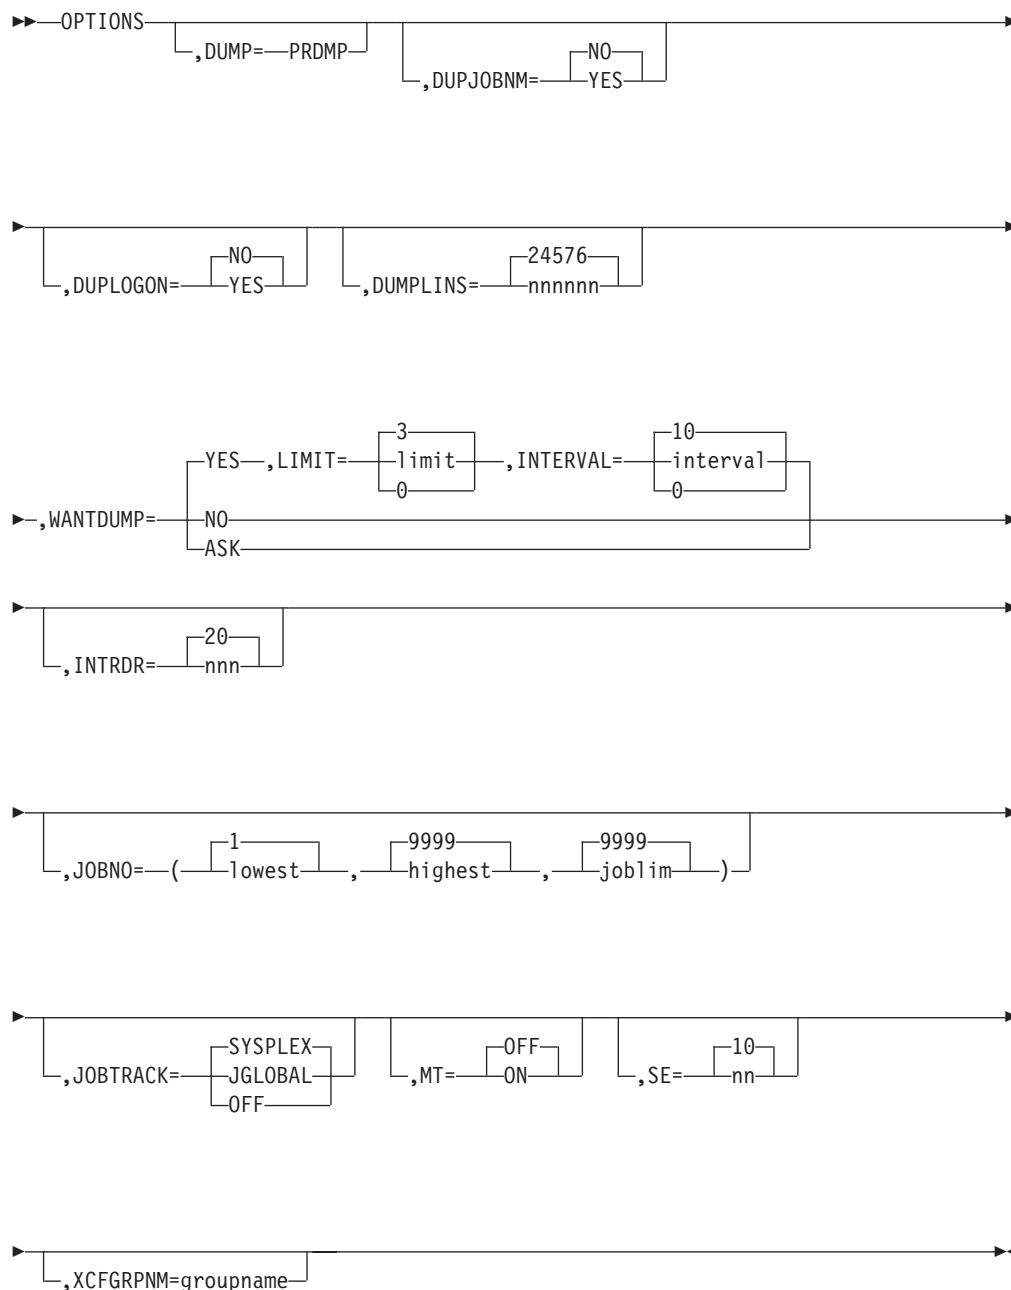 OPTIONS
,DUMP= PRDMP
NO
,DUPJOBNM= YES
NO
,DUPLOGON= YES
24576
,DUMPLINS= nnnnnn
3 10
YES ,LIMIT= limit ,INTERVAL= interval
0 0
,WANTDUMP= NO
ASK
20
,INTRDR= nnn
1 9999 9999
,JOBNO= ( lowest , highest , joblim )
SYSPLEX OFF 10
,JOBTRACK= JGLOBAL ,MT= ON ,SE= nn
OFF
,XCFGRPNM=groupname